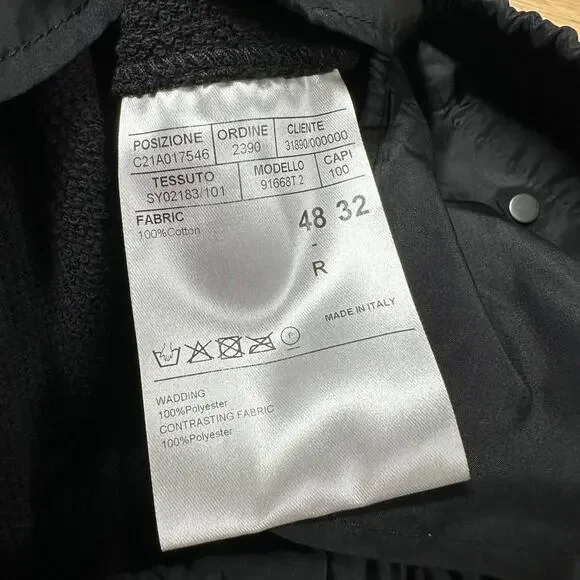 POSIZIONE ORDINE CLIENTE
C21A017546 2390 31890/000000
TESSUTO MODELLO CAPI
SY02183/101 91668T 2 100
FABRIC
100%Cotton
48 32
-
R
MADE IN ITALY
P
WADDING
100%Polyester
CONTRASTING FABRIC
100%Polyester